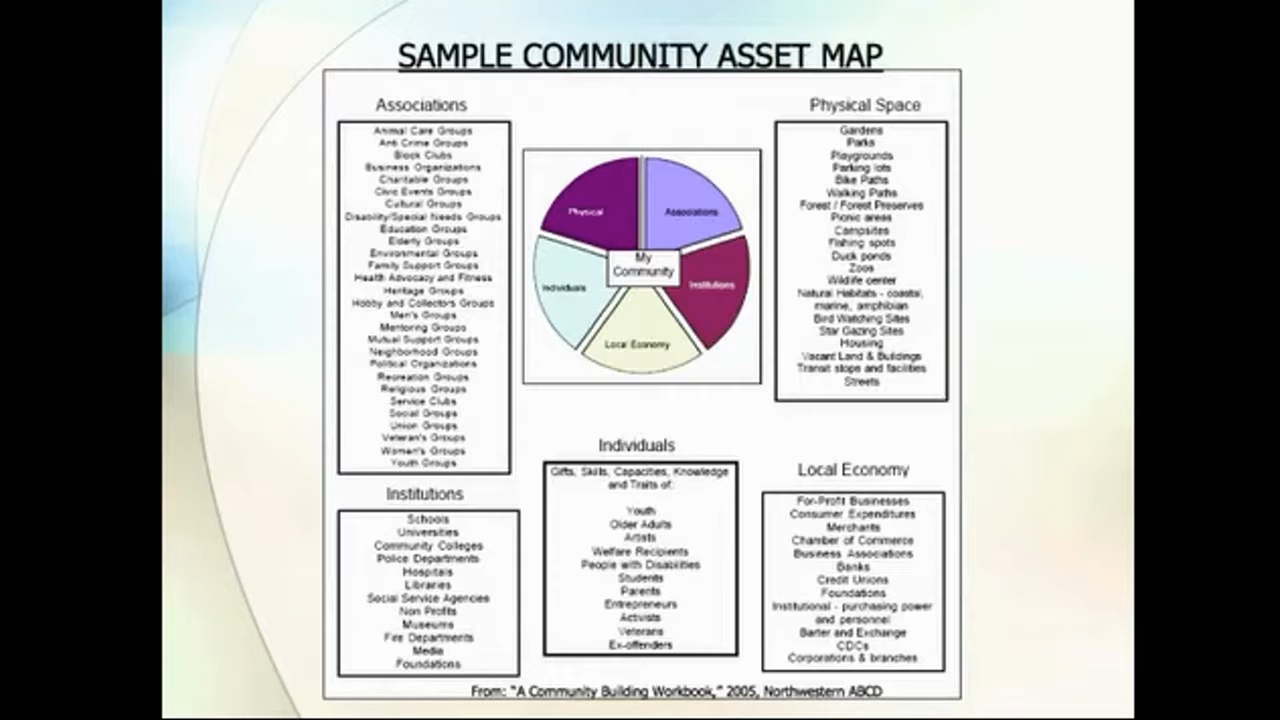 SAMPLE COMMUNITY ASSET MAP
Associations
Animal Care Groups
Anti Crime Groups
Block Clubs
Business Organizations
Charitable Groups
Civic Events Groups
Cultural Groups
Disability/Special Needs Groups
Education Groups
Elderly Groups
Environmental Groups
Family Support Groups
Health Advocacy and Fitness
Heritage Groups
Hobby and Collectors Groups
Men's Groups
Mentoring Groups
Mutual Support Groups
Neighborhood Groups
Political Organizations
Recreation Groups
Religious Groups
Service Clubs
Social Groups
Union Groups
Veteran's Groups
Women's Groups
Youth Groups
Physical
Associations
Institutions
Local Economy
Individuals
My
Community
Physical Space
Gardens
Parks
Playgrounds
Parking lots
Bike Paths
Walking Paths
Forest / Forest Preserves
Picnic areas
Campsites
Fishing spots
Duck ponds
Zoos
Wildlife center
Natural Habitats - coastal,
marine, amphibian
Bird Watching Sites
Star Gazing Sites
Housing
Vacant Land & Buildings
Transit stops and facilities
Streets
Institutions
Schools
Universities
Community Colleges
Police Departments
Hospitals
Libraries
Social Service Agencies
Non Profits
Museums
Fire Departments
Media
Foundations
Individuals
Gifts, Skills, Capacities, Knowledge
and Traits of:
Youth
Older Adults
Artists
Welfare Recipients
People with Disabilities
Students
Parents
Entrepreneurs
Activists
Veterans
Ex-offenders
Local Economy
For-Profit Businesses
Consumer Expenditures
Merchants
Chamber of Commerce
Business Associations
Banks
Credit Unions
Foundations
Institutional - purchasing power
and personnel
Barter and Exchange
CDCs
Corporations & branches
From: "A Community Building Workbook," 2005, Northwestern ABCD